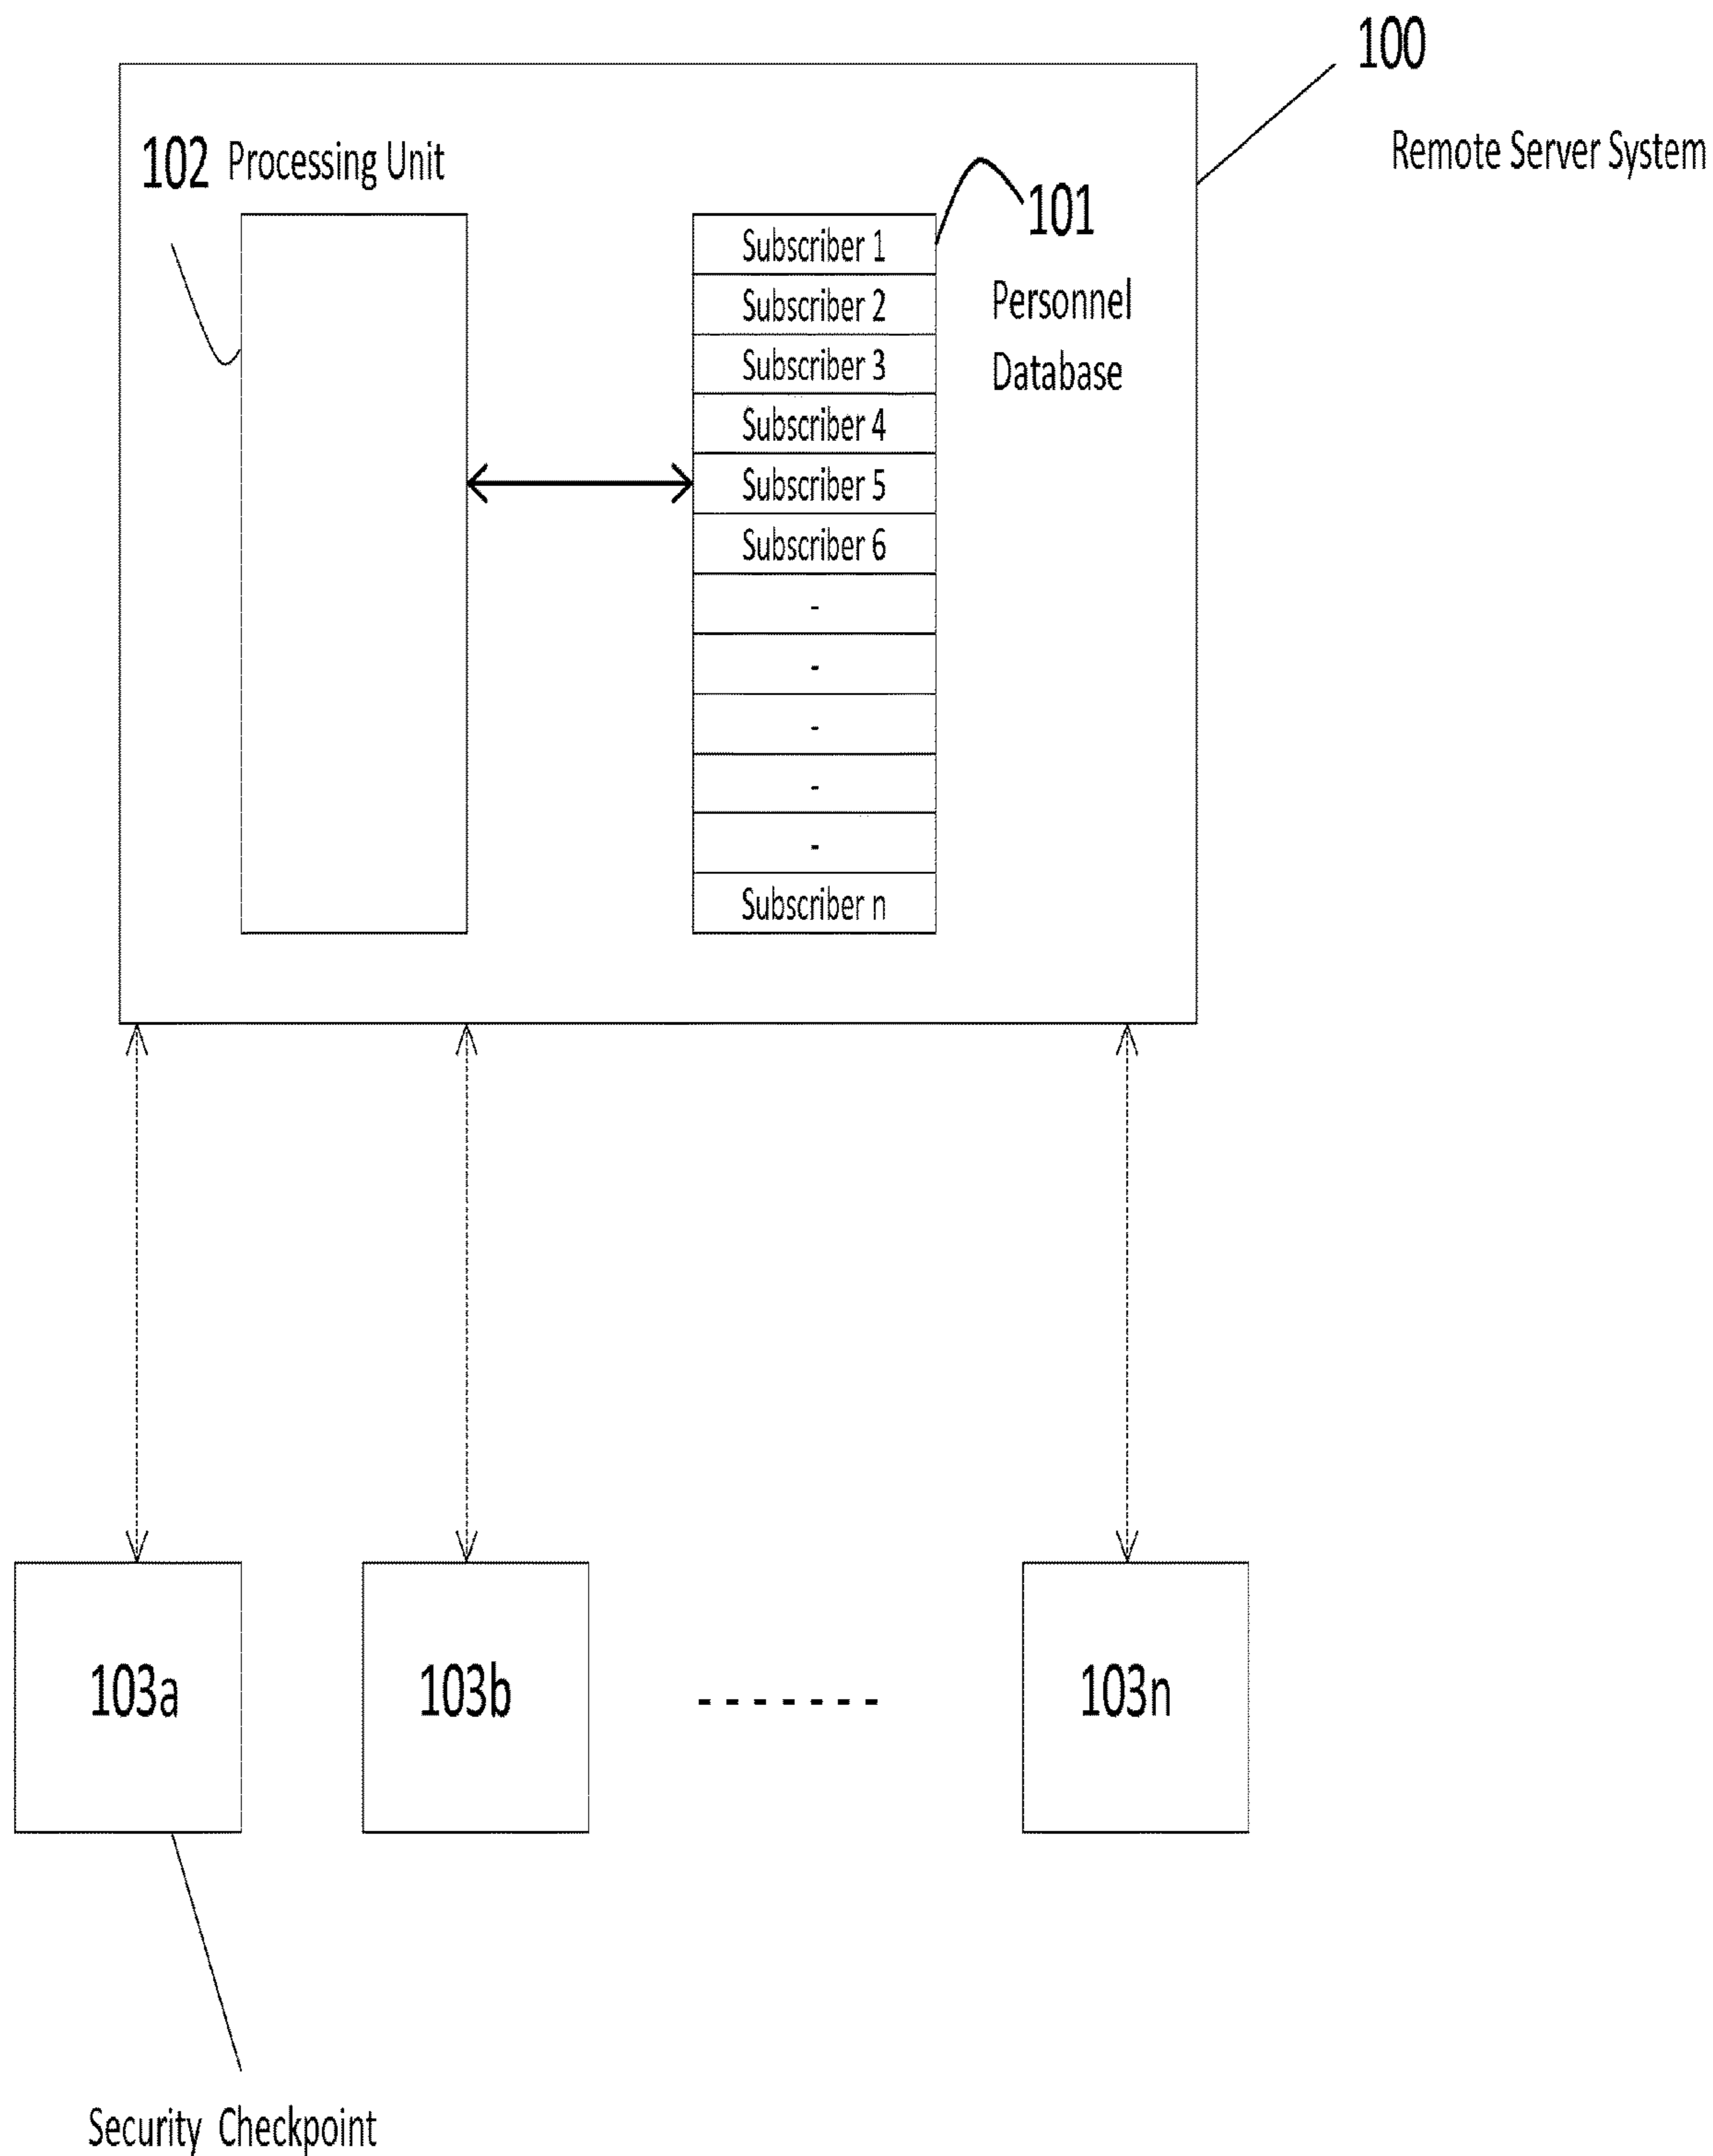 100
Remote Server System
102 Processing Unit
101
Personnel
Database
Subscriber 1
Subscriber 2
Subscriber 3
Subscriber 4
Subscriber 5
Subscriber 6
-
-
-
-
-
Subscriber n
103a
103b
- - - - - - -
103n
Security Checkpoint